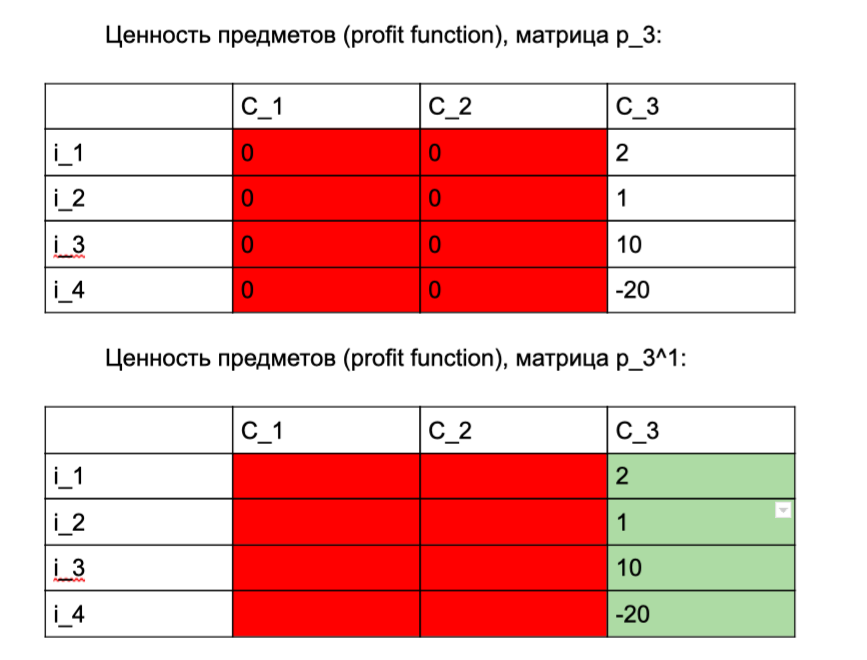 Ценность предметов (profit function), матрица p_3:
C_1 C_2 C_3
i_1 0 0 2
i_2 0 0 1
i_3 0 0 10
i_4 0 0 -20
Ценность предметов (profit function), матрица p_3^1:
C_1 C_2 C_3
i_1 2
i_2 1
i_3 10
i_4 -20